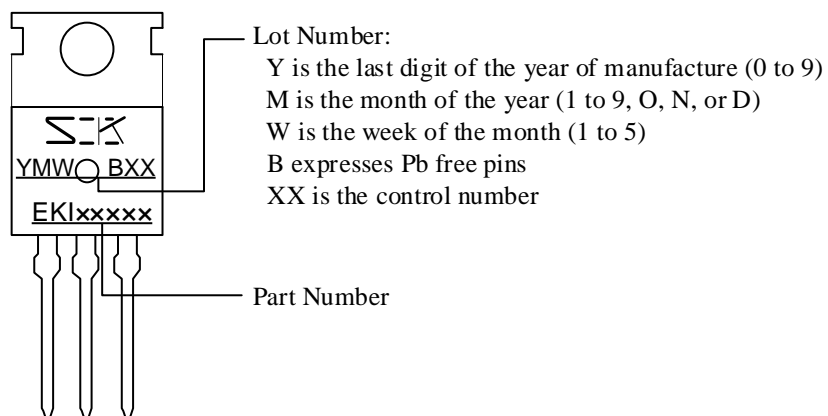 Lot Number:
Y is the last digit of the year of manufacture (0 to 9)
M is the month of the year (1 to 9, O, N, or D)
W is the week of the month (1 to 5)
B expresses Pb free pins
XX is the control number
SK
YMW BXX
EKI×××××
Part Number